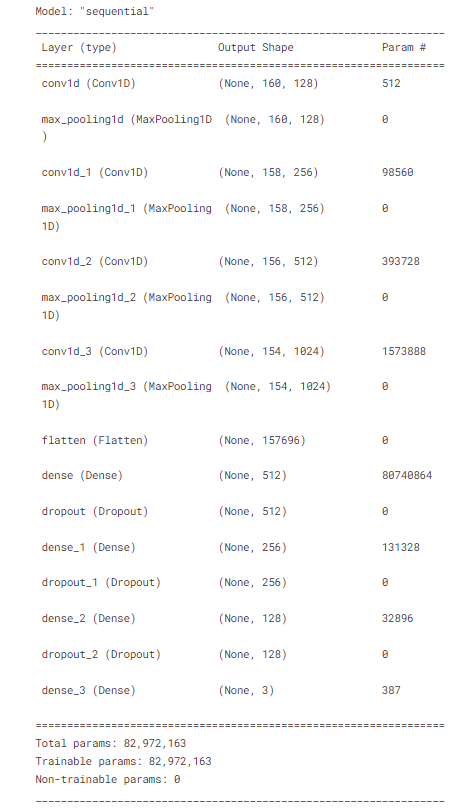 Model: "sequential"
_________________________________________________________________
Layer (type) Output Shape Param #
=================================================================
conv1d (Conv1D) (None, 160, 128) 512
max_pooling1d (MaxPooling1D (None, 160, 128) 0
)
conv1d_1 (Conv1D) (None, 158, 256) 98560
max_pooling1d_1 (MaxPooling (None, 158, 256) 0
1D)
conv1d_2 (Conv1D) (None, 156, 512) 393728
max_pooling1d_2 (MaxPooling (None, 156, 512) 0
1D)
conv1d_3 (Conv1D) (None, 154, 1024) 1573888
max_pooling1d_3 (MaxPooling (None, 154, 1024) 0
1D)
flatten (Flatten) (None, 157696) 0
dense (Dense) (None, 512) 80740864
dropout (Dropout) (None, 512) 0
dense_1 (Dense) (None, 256) 131328
dropout_1 (Dropout) (None, 256) 0
dense_2 (Dense) (None, 128) 32896
dropout_2 (Dropout) (None, 128) 0
dense_3 (Dense) (None, 3) 387
=================================================================
Total params: 82,972,163
Trainable params: 82,972,163
Non-trainable params: 0
_________________________________________________________________